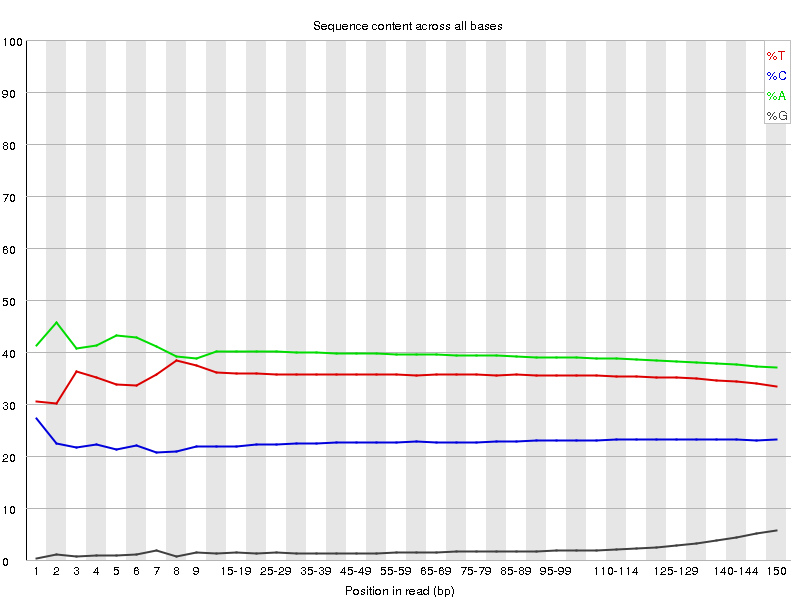 Sequence content across all bases
100
90
80
70
60
50
40
30
20
10
0
%T
%C
%A
%G
1 2 3 4 5 6 7 8 9 15-19 25-29 35-39 45-49 55-59 65-69 75-79 85-89 95-99 110-114 125-129 140-144 150
Position in read (bp)